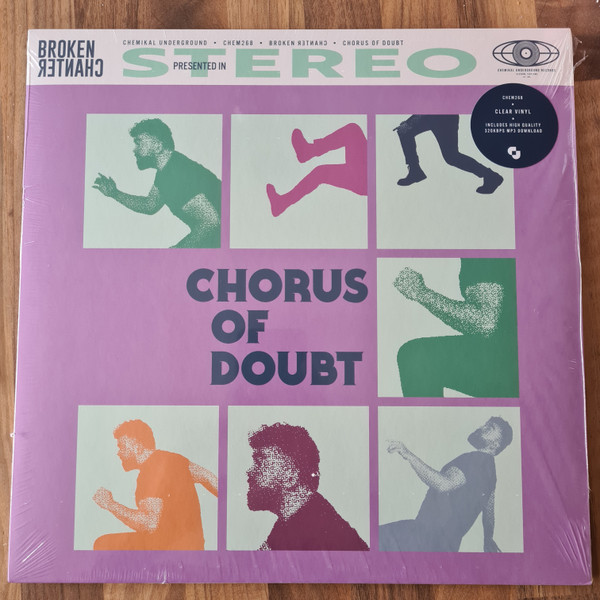 BROKEN
CHANTER
CHEMIKAL UNDERGROUND • CHEM268 • BROKEN CHANTER • CHORUS OF DOUBT
PRESENTED IN
STEREO
CHEMIKAL UNDERGROUND RECORDS
CHEM268
CLEAR VINYL
INCLUDES HIGH QUALITY
320KBPS MP3 DOWNLOAD
CHORUS
OF
DOUBT